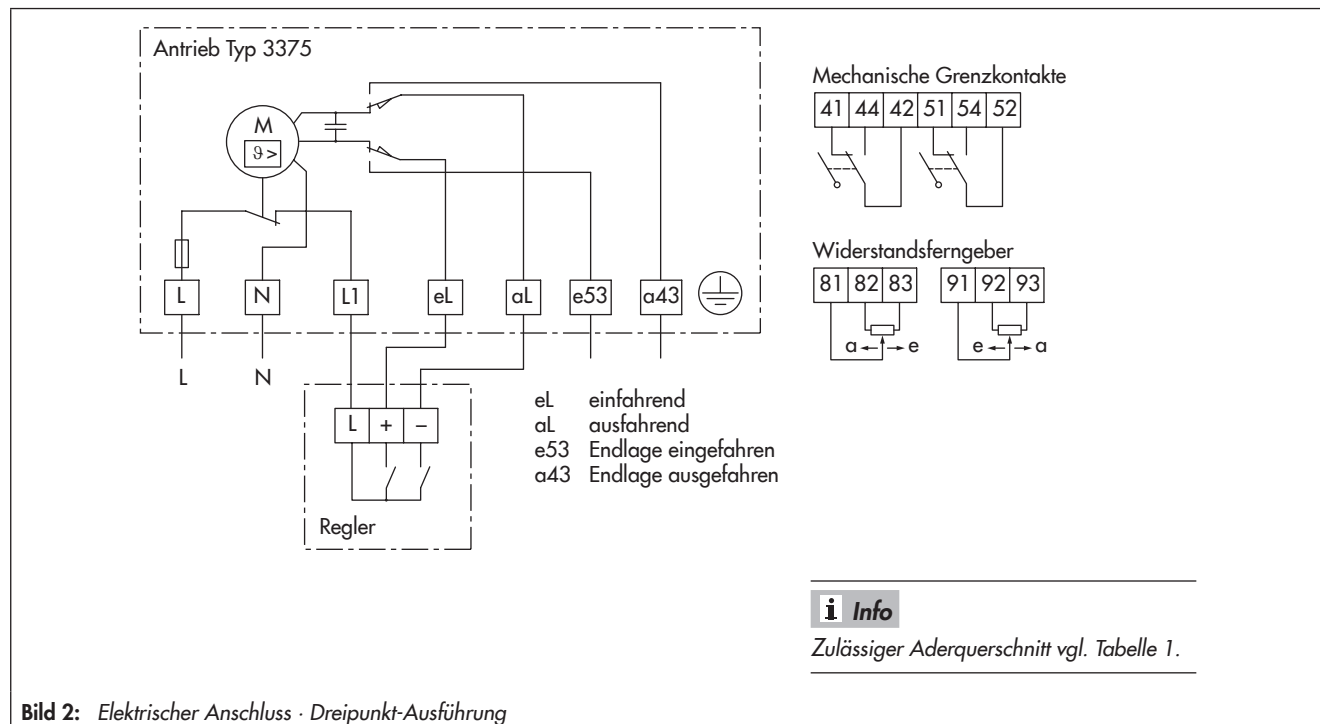 Antrieb Typ 3375
M
ϑ >
L N L1 eL aL e53 a43
L N
L + –
Regler
eL einfahrend
aL ausfahrend
e53 Endlage eingefahren
a43 Endlage ausgefahren
Mechanische Grenzkontakte
41 44 42 51 54 52
Widerstandsferngeber
81 82 83 91 92 93
a e e a
i Info
Zulässiger Aderquerschnitt vgl. Tabelle 1.
Bild 2: Elektrischer Anschluss · Dreipunkt-Ausführung